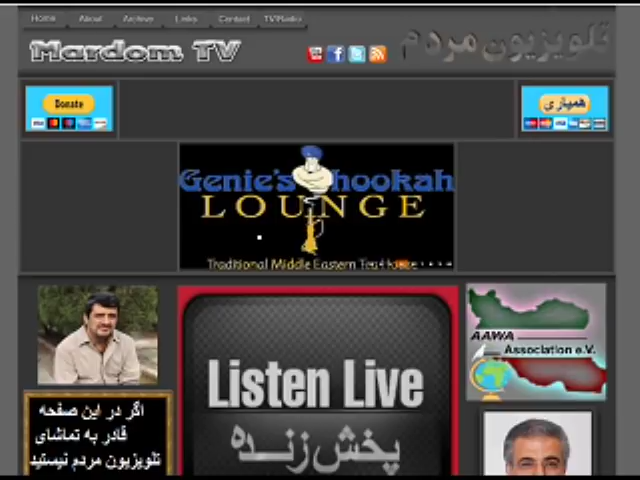 Home About Archive Links Contact TV/Radio
Mardom TV
تلویزیون مردم
Donate
همیاری
Genie's hookah
LOUNGE
Traditional Middle Eastern Tea House
AAWA
Association e.V.
Listen Live
پخش زنده
اگر در این صفحه
قادر به تماشای
تلویزیون مردم نیستید